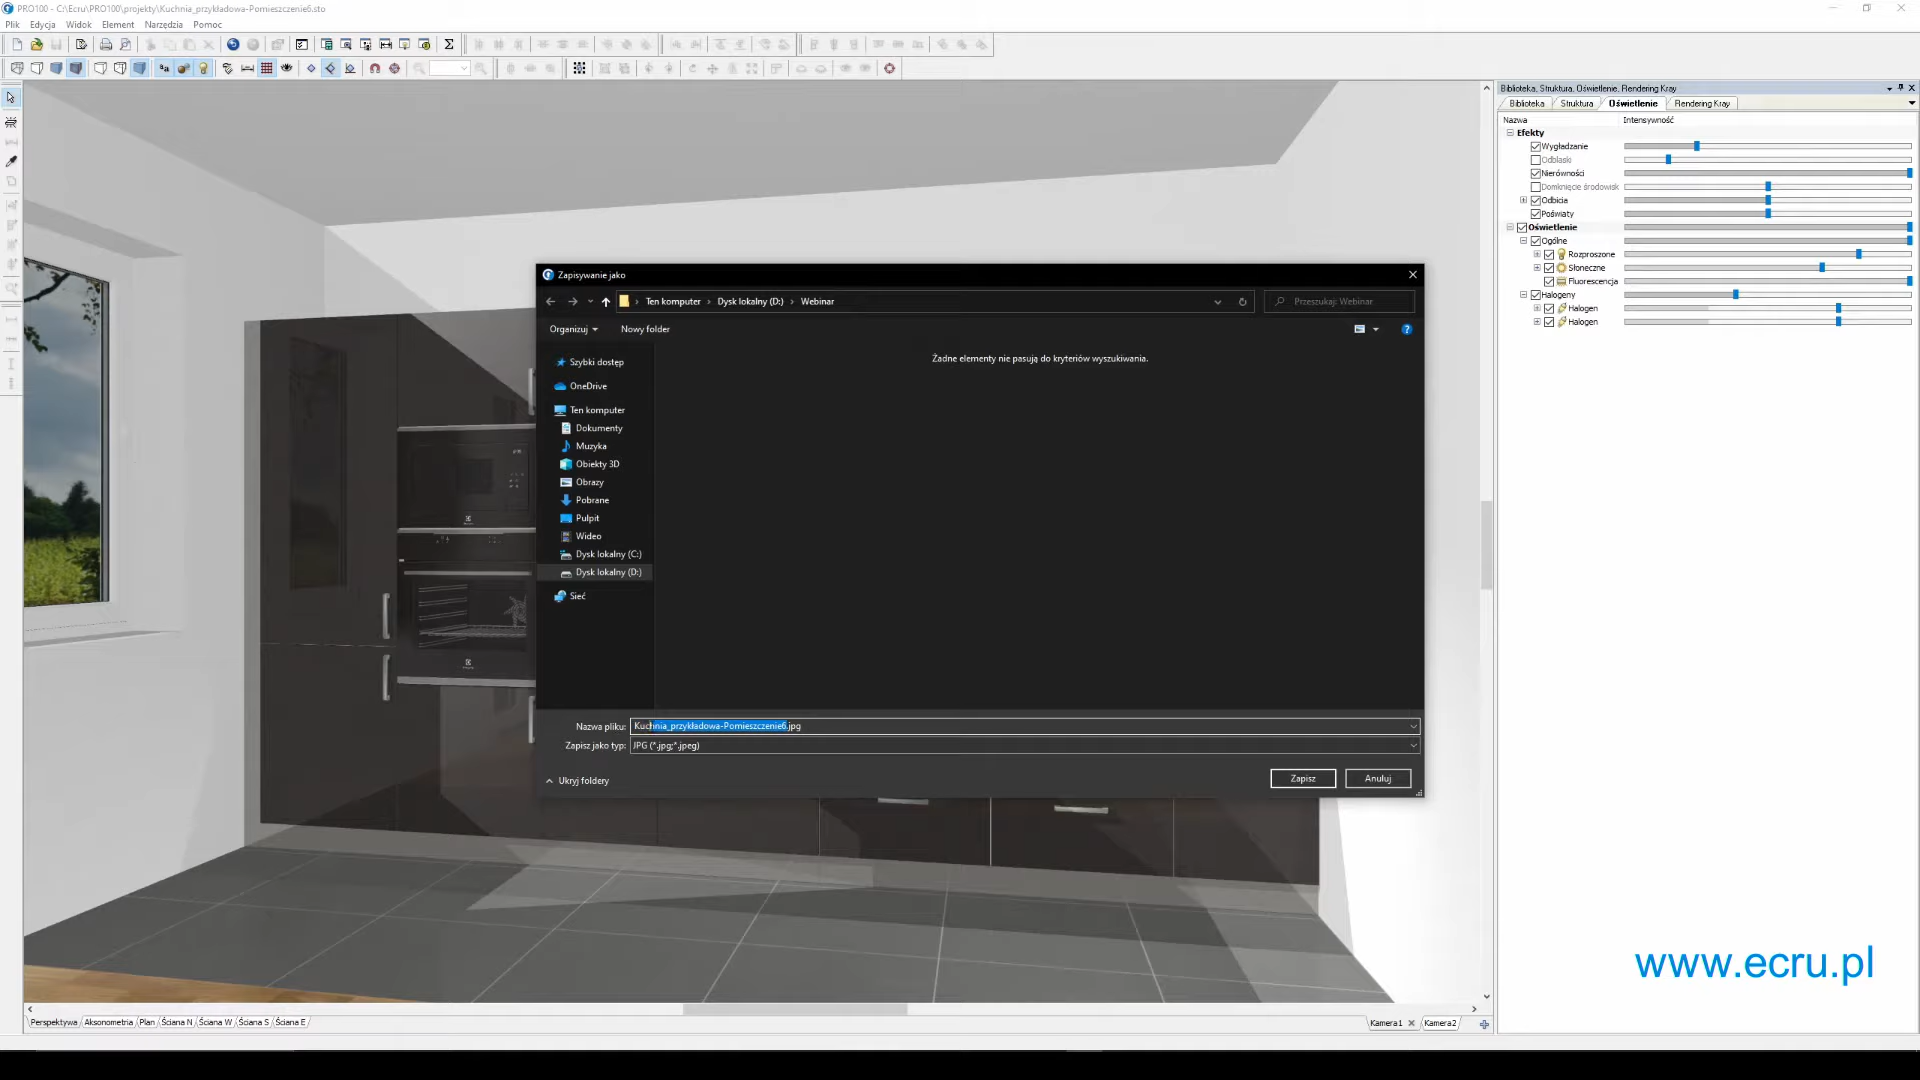 PRO100 - C:\Ecru\PRO100\projekty\Kuchnia_przykładowa-Pomieszczenie6.sto
Plik Edycja Widok Element Narzędzia Pomoc
Biblioteka, Struktura, Oświetlenie, Rendering Kray
Biblioteka Struktura Oświetlenie Rendering Kray
Nazwa Intensywność
Efekty
Wygładzanie
Odblaski
Nierówności
Domknięcie środowisk
Odbicia
Poświaty
Oświetlenie
Ogólne
Rozproszone
Słoneczne
Fluorescencja
Halogeny
Halogen
Halogen
Zapisywanie jako
Ten komputer › Dysk lokalny (D:) › Webinar
Przeszukaj: Webinar
Organizuj Nowy folder
Szybki dostęp
OneDrive
Ten komputer
Dokumenty
Muzyka
Obiekty 3D
Obrazy
Pobrane
Pulpit
Wideo
Dysk lokalny (C:)
Dysk lokalny (D:)
Sieć
Żadne elementy nie pasują do kryteriów wyszukiwania.
Nazwa pliku: Kuchnia_przykładowa-Pomieszczenie6.jpg
Zapisz jako typ: JPG (*.jpg;*.jpeg)
Ukryj foldery
Zapisz Anuluj
www.ecru.pl
Perspektywa Aksonometria Plan Ściana N Ściana W Ściana S Ściana E
Kamera1 Kamera2